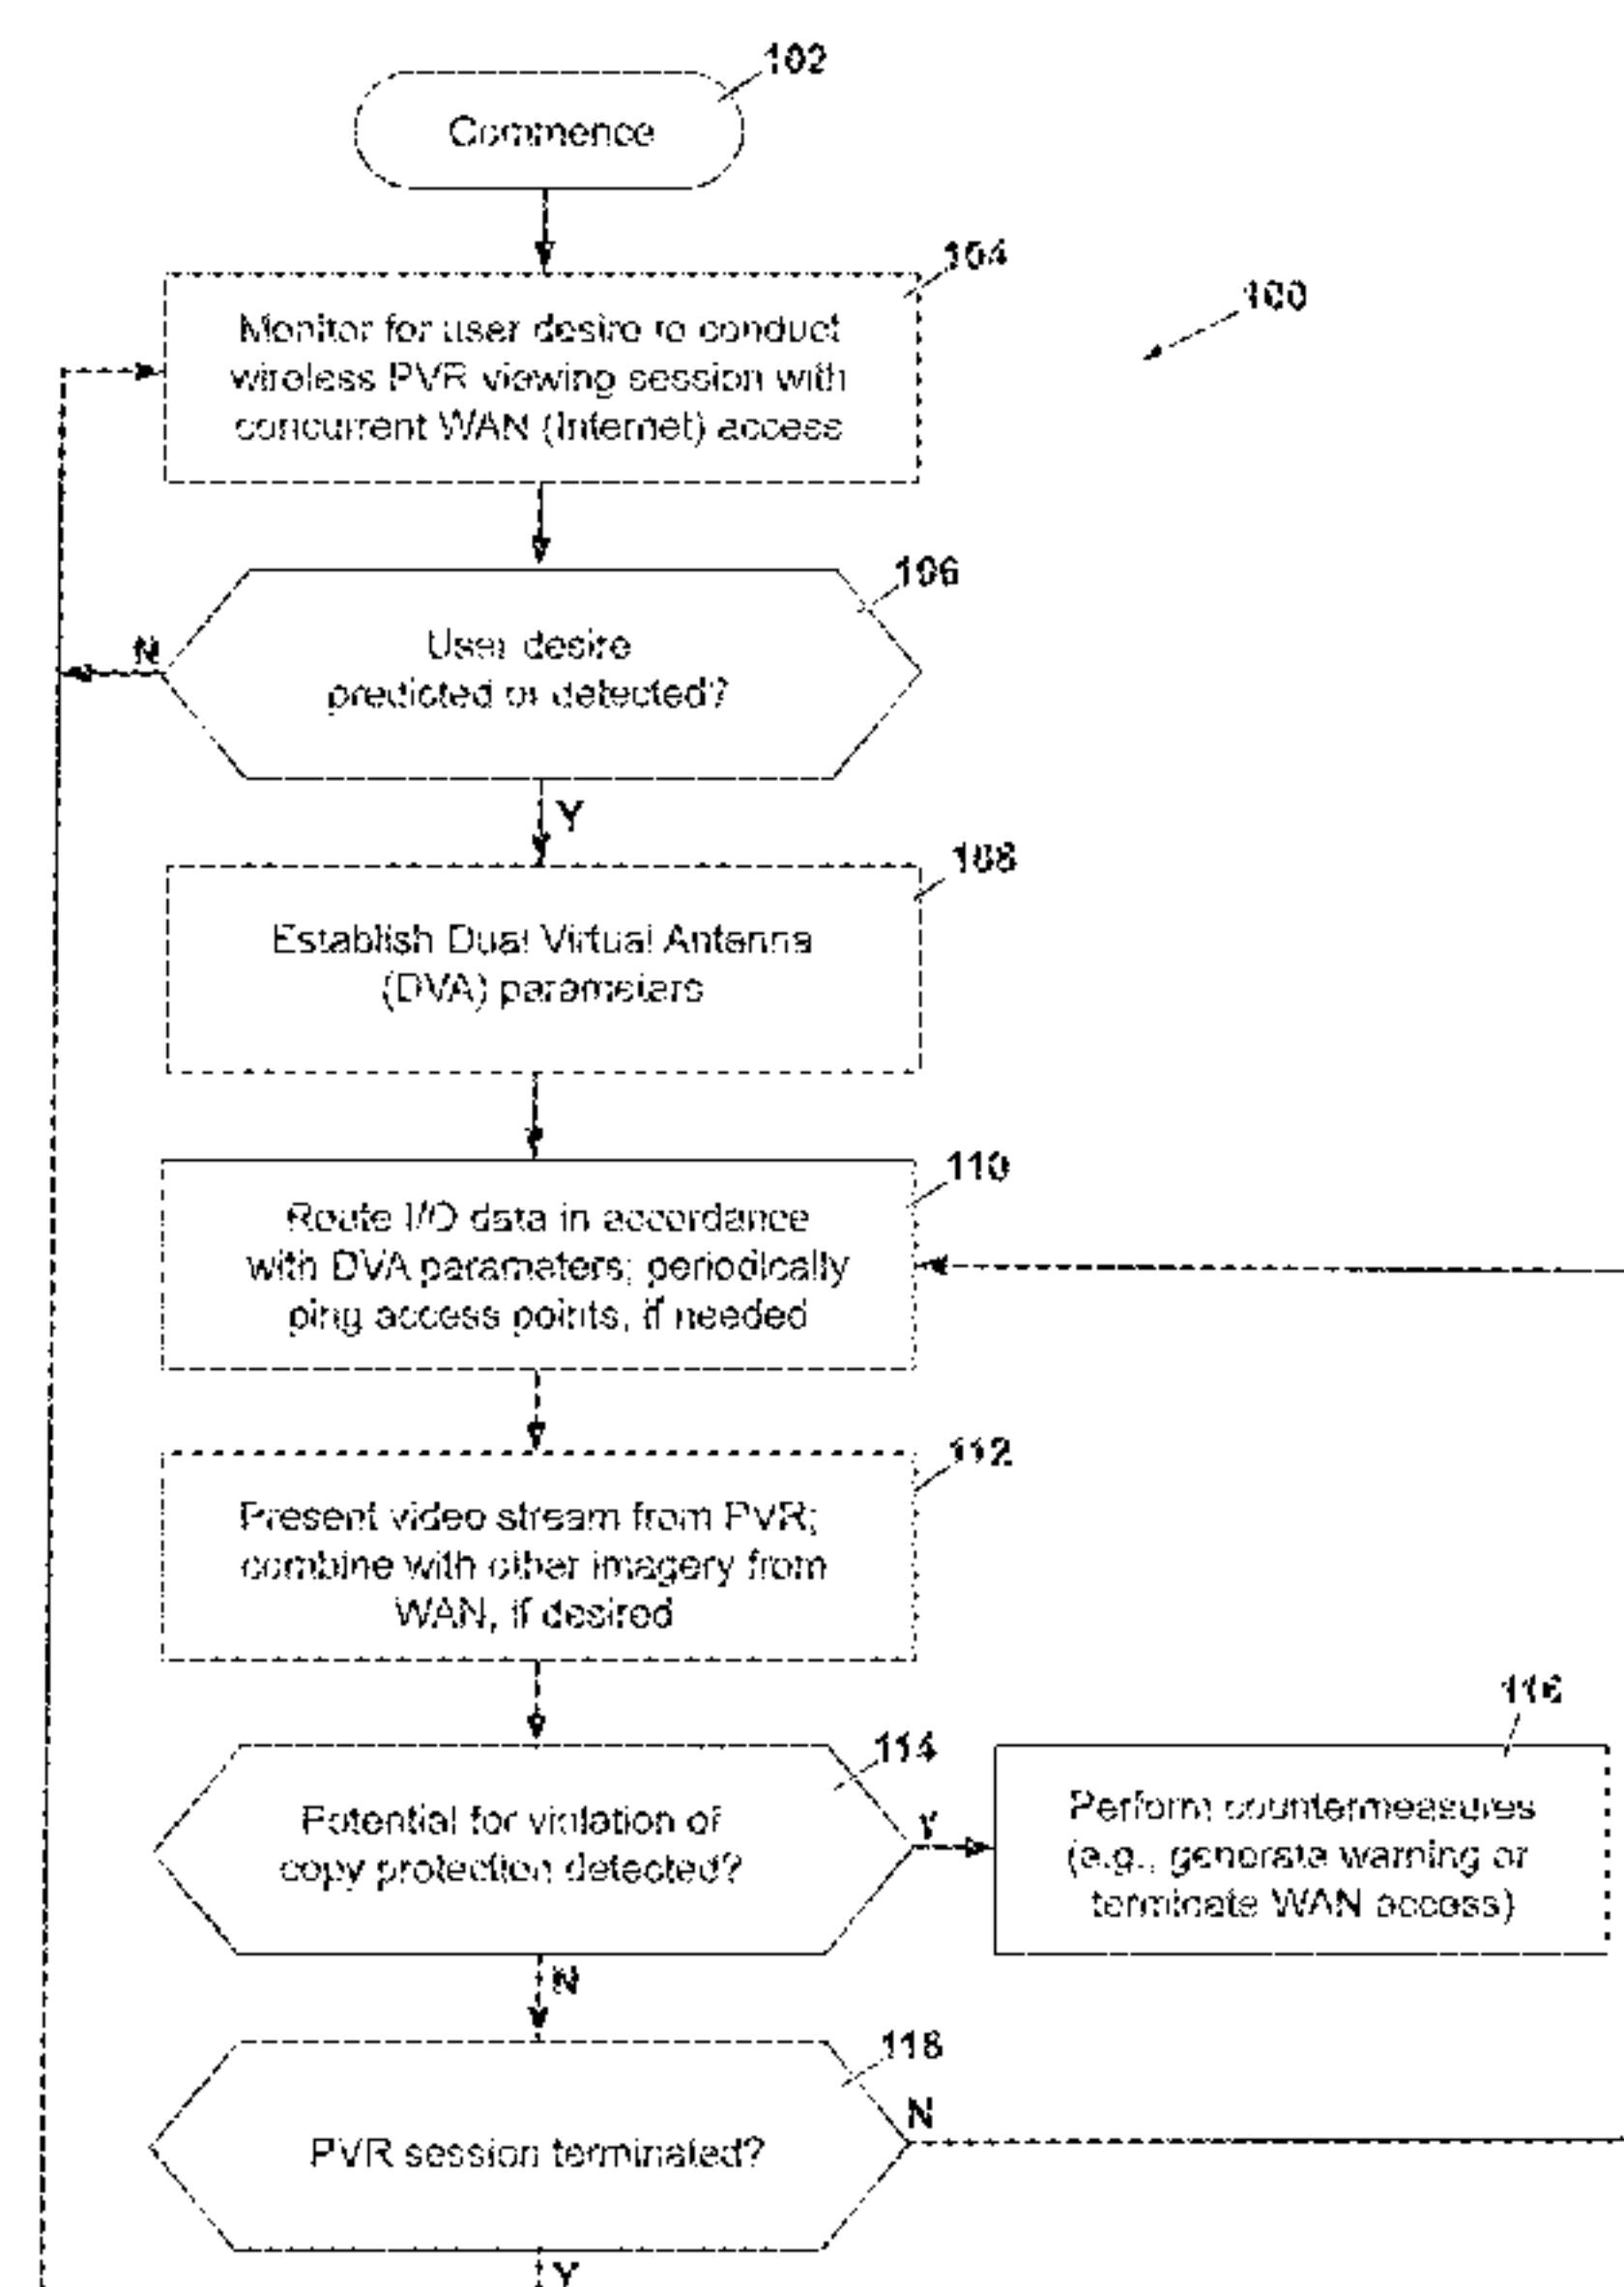 102
Commence
104
100
Monitor for user desire to conduct
wireless PVR viewing session with
concurrent WAN (Internet) access
106
N
User desire
predicted or detected?
Y
108
Establish Dual Virtual Antenna
(DVA) parameters
110
Route I/O data in accordance
with DVA parameters; periodically
ping access points, if needed
112
Present video stream from PVR;
combine with other imagery from
WAN, if desired
116
114
Potential for violation of
copy protection detected?
Y
Perform countermeasures
(e.g., generate warning or
terminate WAN access)
N
118
N
PVR session terminated?
Y